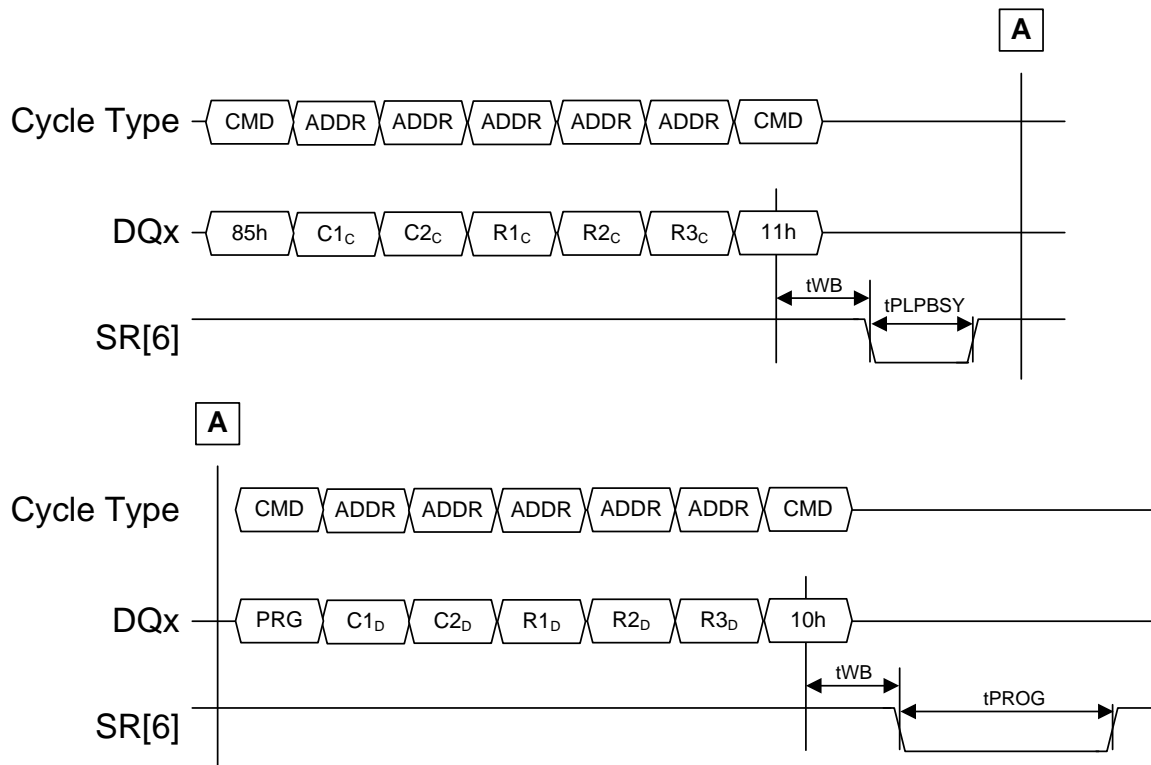 A
Cycle Type CMD ADDR ADDR ADDR ADDR ADDR CMD
DQx 85h C1C C2C R1C R2C R3C 11h
tWB tPLPBSY
SR[6]
A
Cycle Type CMD ADDR ADDR ADDR ADDR ADDR CMD
DQx PRG C1D C2D R1D R2D R3D 10h
tWB tPROG
SR[6]